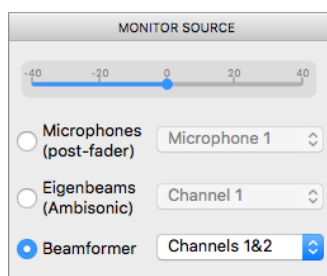 MONITOR SOURCE
-40 -20 0 20 40
Microphones
(post-fader)
Microphone 1
Eigenbeams
(Ambisonic)
Channel 1
Beamformer
Channels 1&2